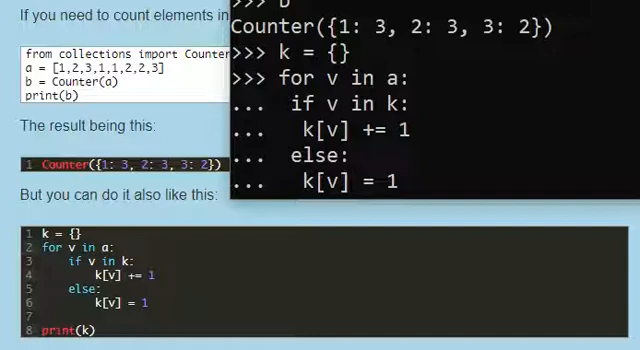 If you need to count elements in
from collections import Counter
a = [1,2,3,1,1,2,2,3]
b = Counter(a)
print(b)
The result being this:
1 Counter({1: 3, 2: 3, 3: 2})
But you can do it also like this:
1 k = {}
2 for v in a:
3 if v in k:
4 k[v] += 1
5 else:
6 k[v] = 1
7
8 print(k)
Counter({1: 3, 2: 3, 3: 2})
>>> k = {}
>>> for v in a:
... if v in k:
... k[v] += 1
... else:
... k[v] = 1